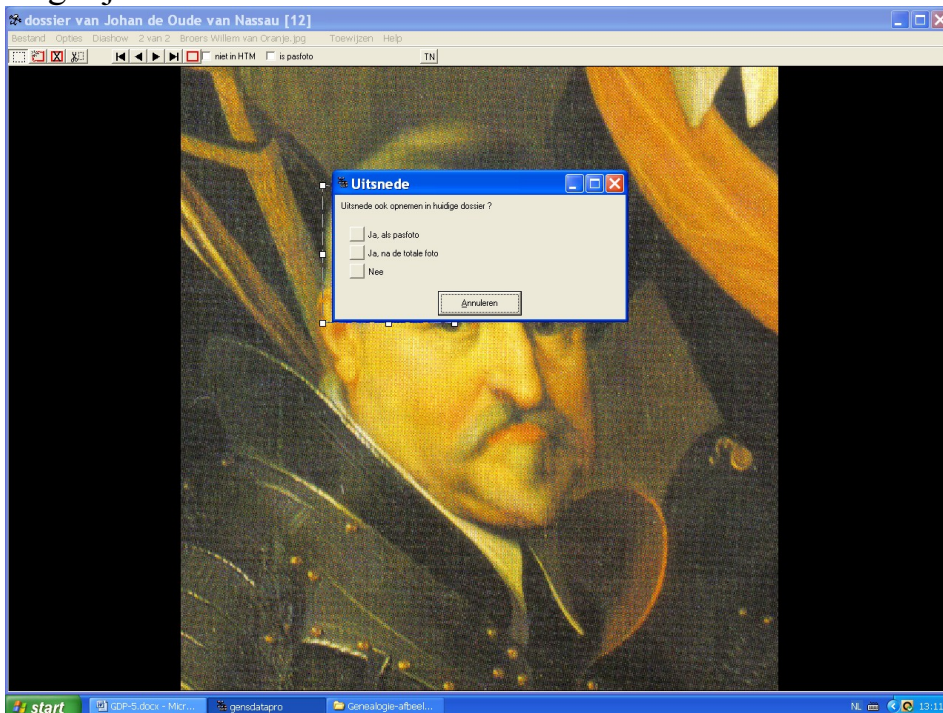 dossier van Johan de Oude van Nassau [12]
Bestand Opties Diashow 2 van 2 Broers Willem van Oranje.jpg Toewijzen Help
niet in HTM is pasfoto TN
Uitsnede
Uitsnede ook opnemen in huidige dossier ?
Ja, als pasfoto
Ja, na de totale foto
Nee
Annuleren
start GDP-5.docx - Micr... gensdatapro Genealogie-afbeel... NL 13:11